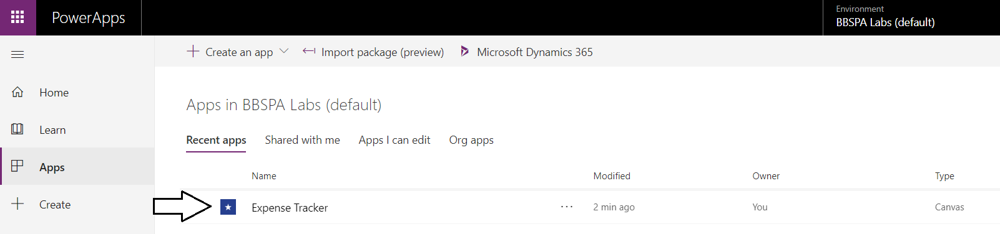 PowerApps
Environment
BBSPA Labs (default)
Create an app
Import package (preview)
Microsoft Dynamics 365
Home
Learn
Apps
Create
Apps in BBSPA Labs (default)
Recent apps
Shared with me
Apps I can edit
Org apps
Name
Modified
Owner
Type
Expense Tracker
...
2 min ago
You
Canvas